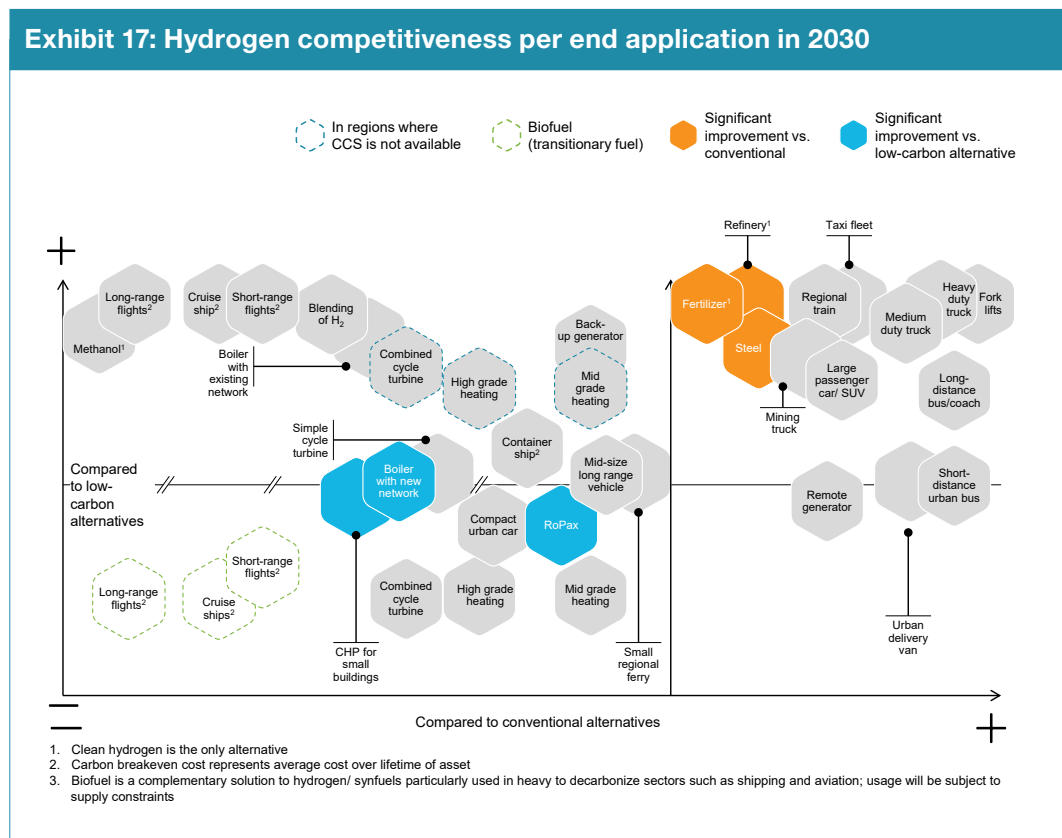 Exhibit 17: Hydrogen competitiveness per end application in 2030
In regions where
CCS is not available
Biofuel
(transitionary fuel)
Significant
improvement vs.
conventional
Significant
improvement vs.
low-carbon alternative
Refinery1
Taxi fleet
+
Long-range
flights2
Cruise
ship2
Short-range
flights2
Blending
of H2
Methanol1
Boiler
with
existing
network
Combined
cycle
turbine
High grade
heating
Back-
up generator
Mid
grade
heating
Fertilizer1
Steel
Regional
train
Medium
duty truck
Heavy
duty
truck
Fork
lifts
Large
passenger
car/ SUV
Long-
distance
bus/coach
Mining
truck
Simple
cycle
turbine
Container
ship2
Compared
to low-
carbon
alternatives
Boiler
with new
network
Mid-size
long range
vehicle
Remote
generator
Short-
distance
urban bus
Compact
urban car
RoPax
Long-range
flights2
Cruise
ships2
Short-range
flights2
Combined
cycle
turbine
High grade
heating
Mid grade
heating
CHP for
small
buildings
Small
regional
ferry
Urban
delivery
van
Compared to conventional alternatives
+
1. Clean hydrogen is the only alternative
2. Carbon breakeven cost represents average cost over lifetime of asset
3. Biofuel is a complementary solution to hydrogen/ synfuels particularly used in heavy to decarbonize sectors such as shipping and aviation; usage will be subject to
supply constraints